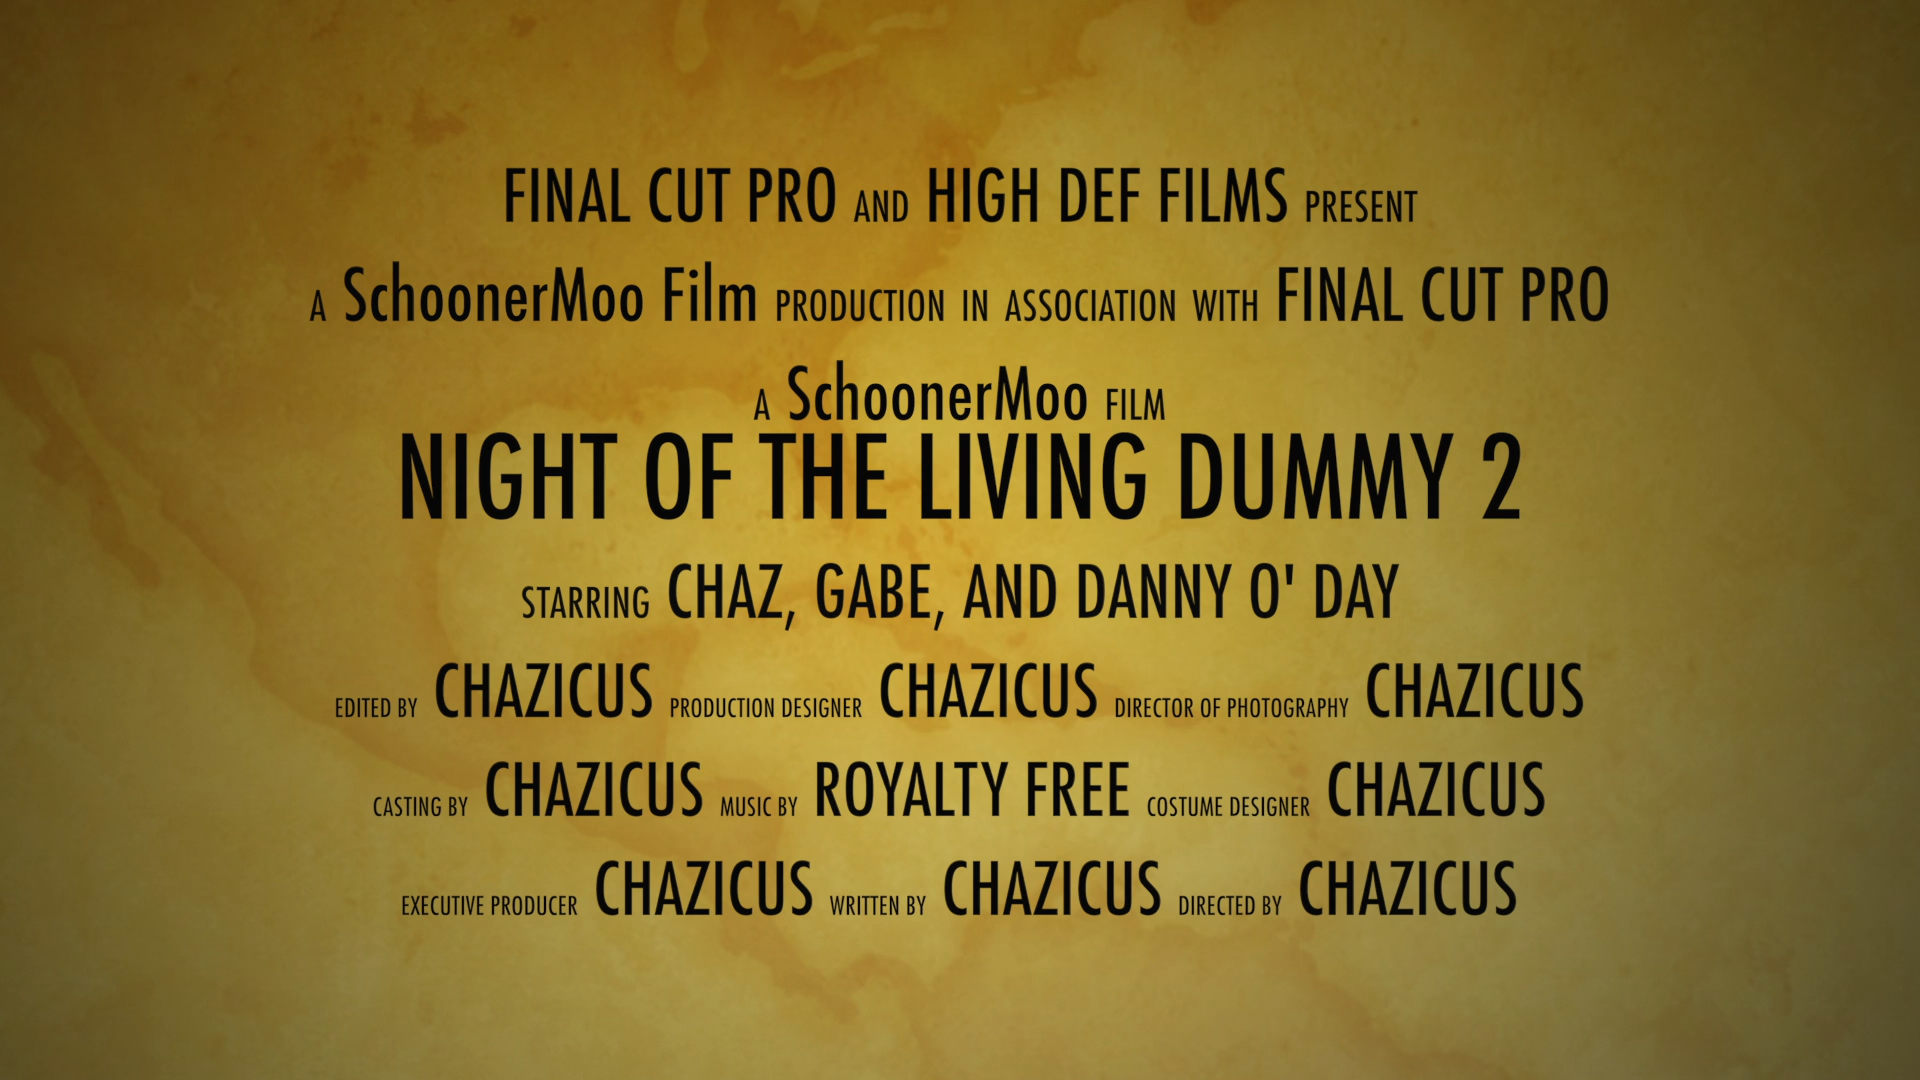 FINAL CUT PRO AND HIGH DEF FILMS PRESENT
A SchoonerMoo Film PRODUCTION IN ASSOCIATION WITH FINAL CUT PRO
A SchoonerMoo FILM
NIGHT OF THE LIVING DUMMY 2
STARRING CHAZ, GABE, AND DANNY O' DAY
EDITED BY CHAZICUS PRODUCTION DESIGNER CHAZICUS DIRECTOR OF PHOTOGRAPHY CHAZICUS
CASTING BY CHAZICUS MUSIC BY ROYALTY FREE COSTUME DESIGNER CHAZICUS
EXECUTIVE PRODUCER CHAZICUS WRITTEN BY CHAZICUS DIRECTED BY CHAZICUS